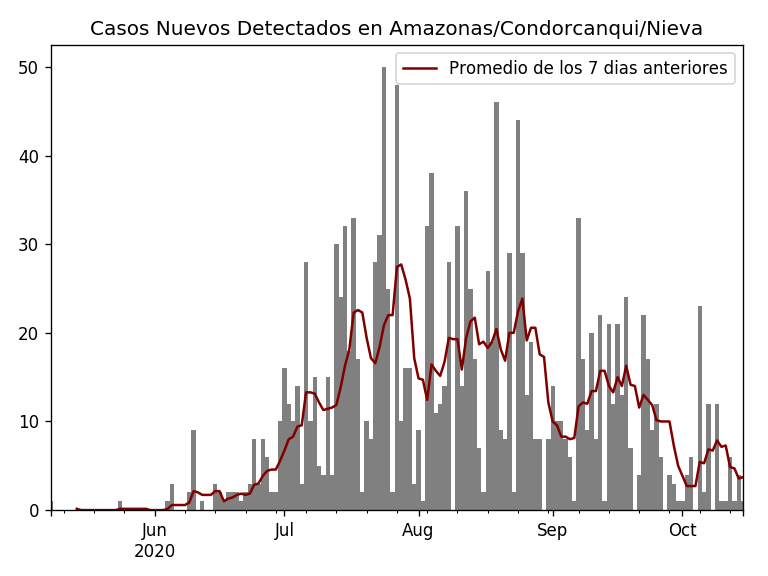 Casos Nuevos Detectados en Amazonas/Condorcanqui/Nieva
Promedio de los 7 dias anteriores
50
40
30
20
10
0
Jun
2020
Jul
Aug
Sep
Oct